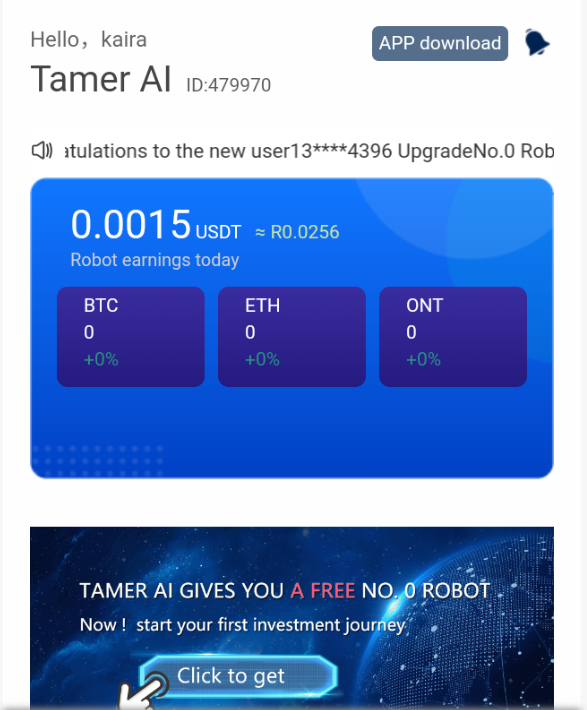 Hello，kaira
APP download
Tamer AI ID:479970
atulations to the new user13****4396 UpgradeNo.0 Rob
0.0015 USDT ≈ R0.0256
Robot earnings today
BTC ETH ONT
0 0 0
+0% +0% +0%
TAMER AI GIVES YOU A FREE NO. 0 ROBOT
Now！ start your first investment journey
Click to get